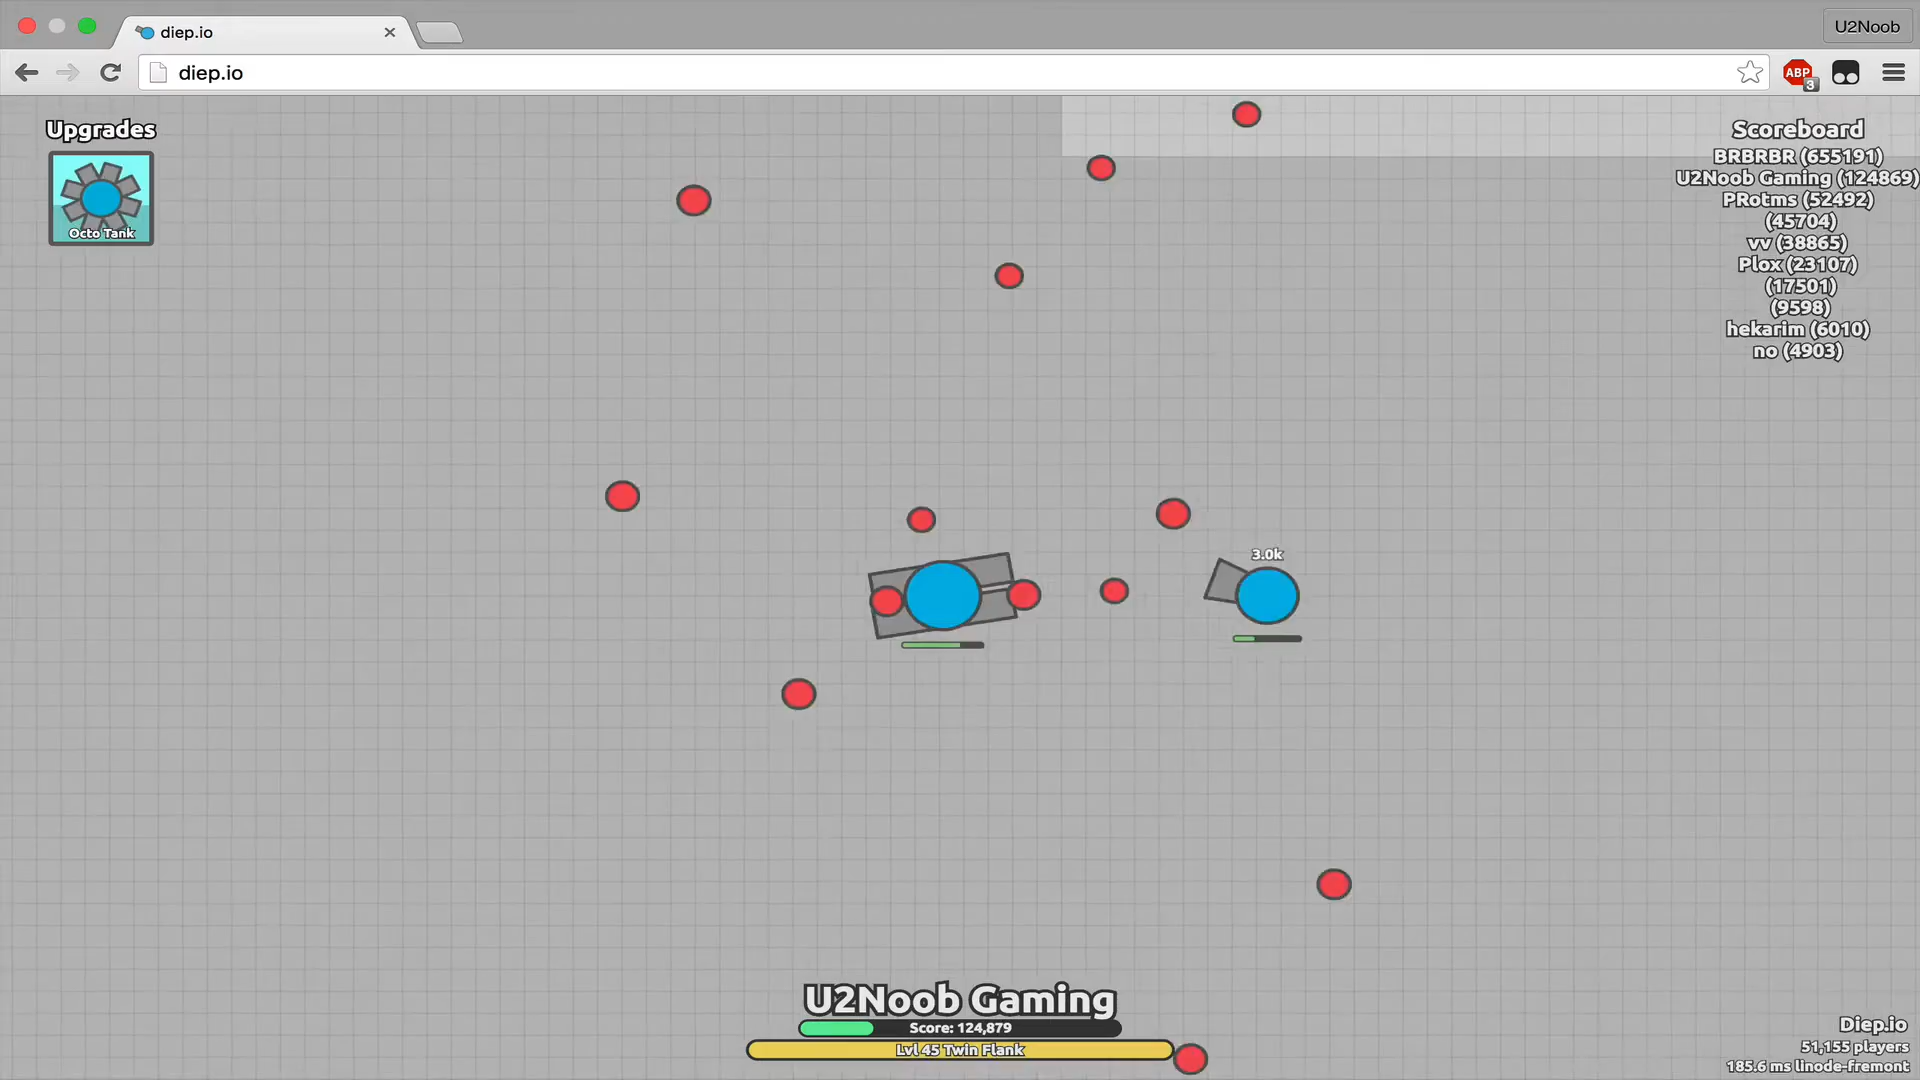 diep.io
U2Noob
diep.io
ABP
3
Upgrades
Octo Tank
Scoreboard
BRBRBR (655191)
U2Noob Gaming (124869)
PRotms (52492)
(45704)
vv (38865)
Plox (23107)
(17501)
(9598)
hekarim (6010)
no (4903)
3.0k
U2Noob Gaming
Score: 124,879
Lvl 45 Twin Flank
Diep.io
51,155 players
185.6 ms linode-fremont